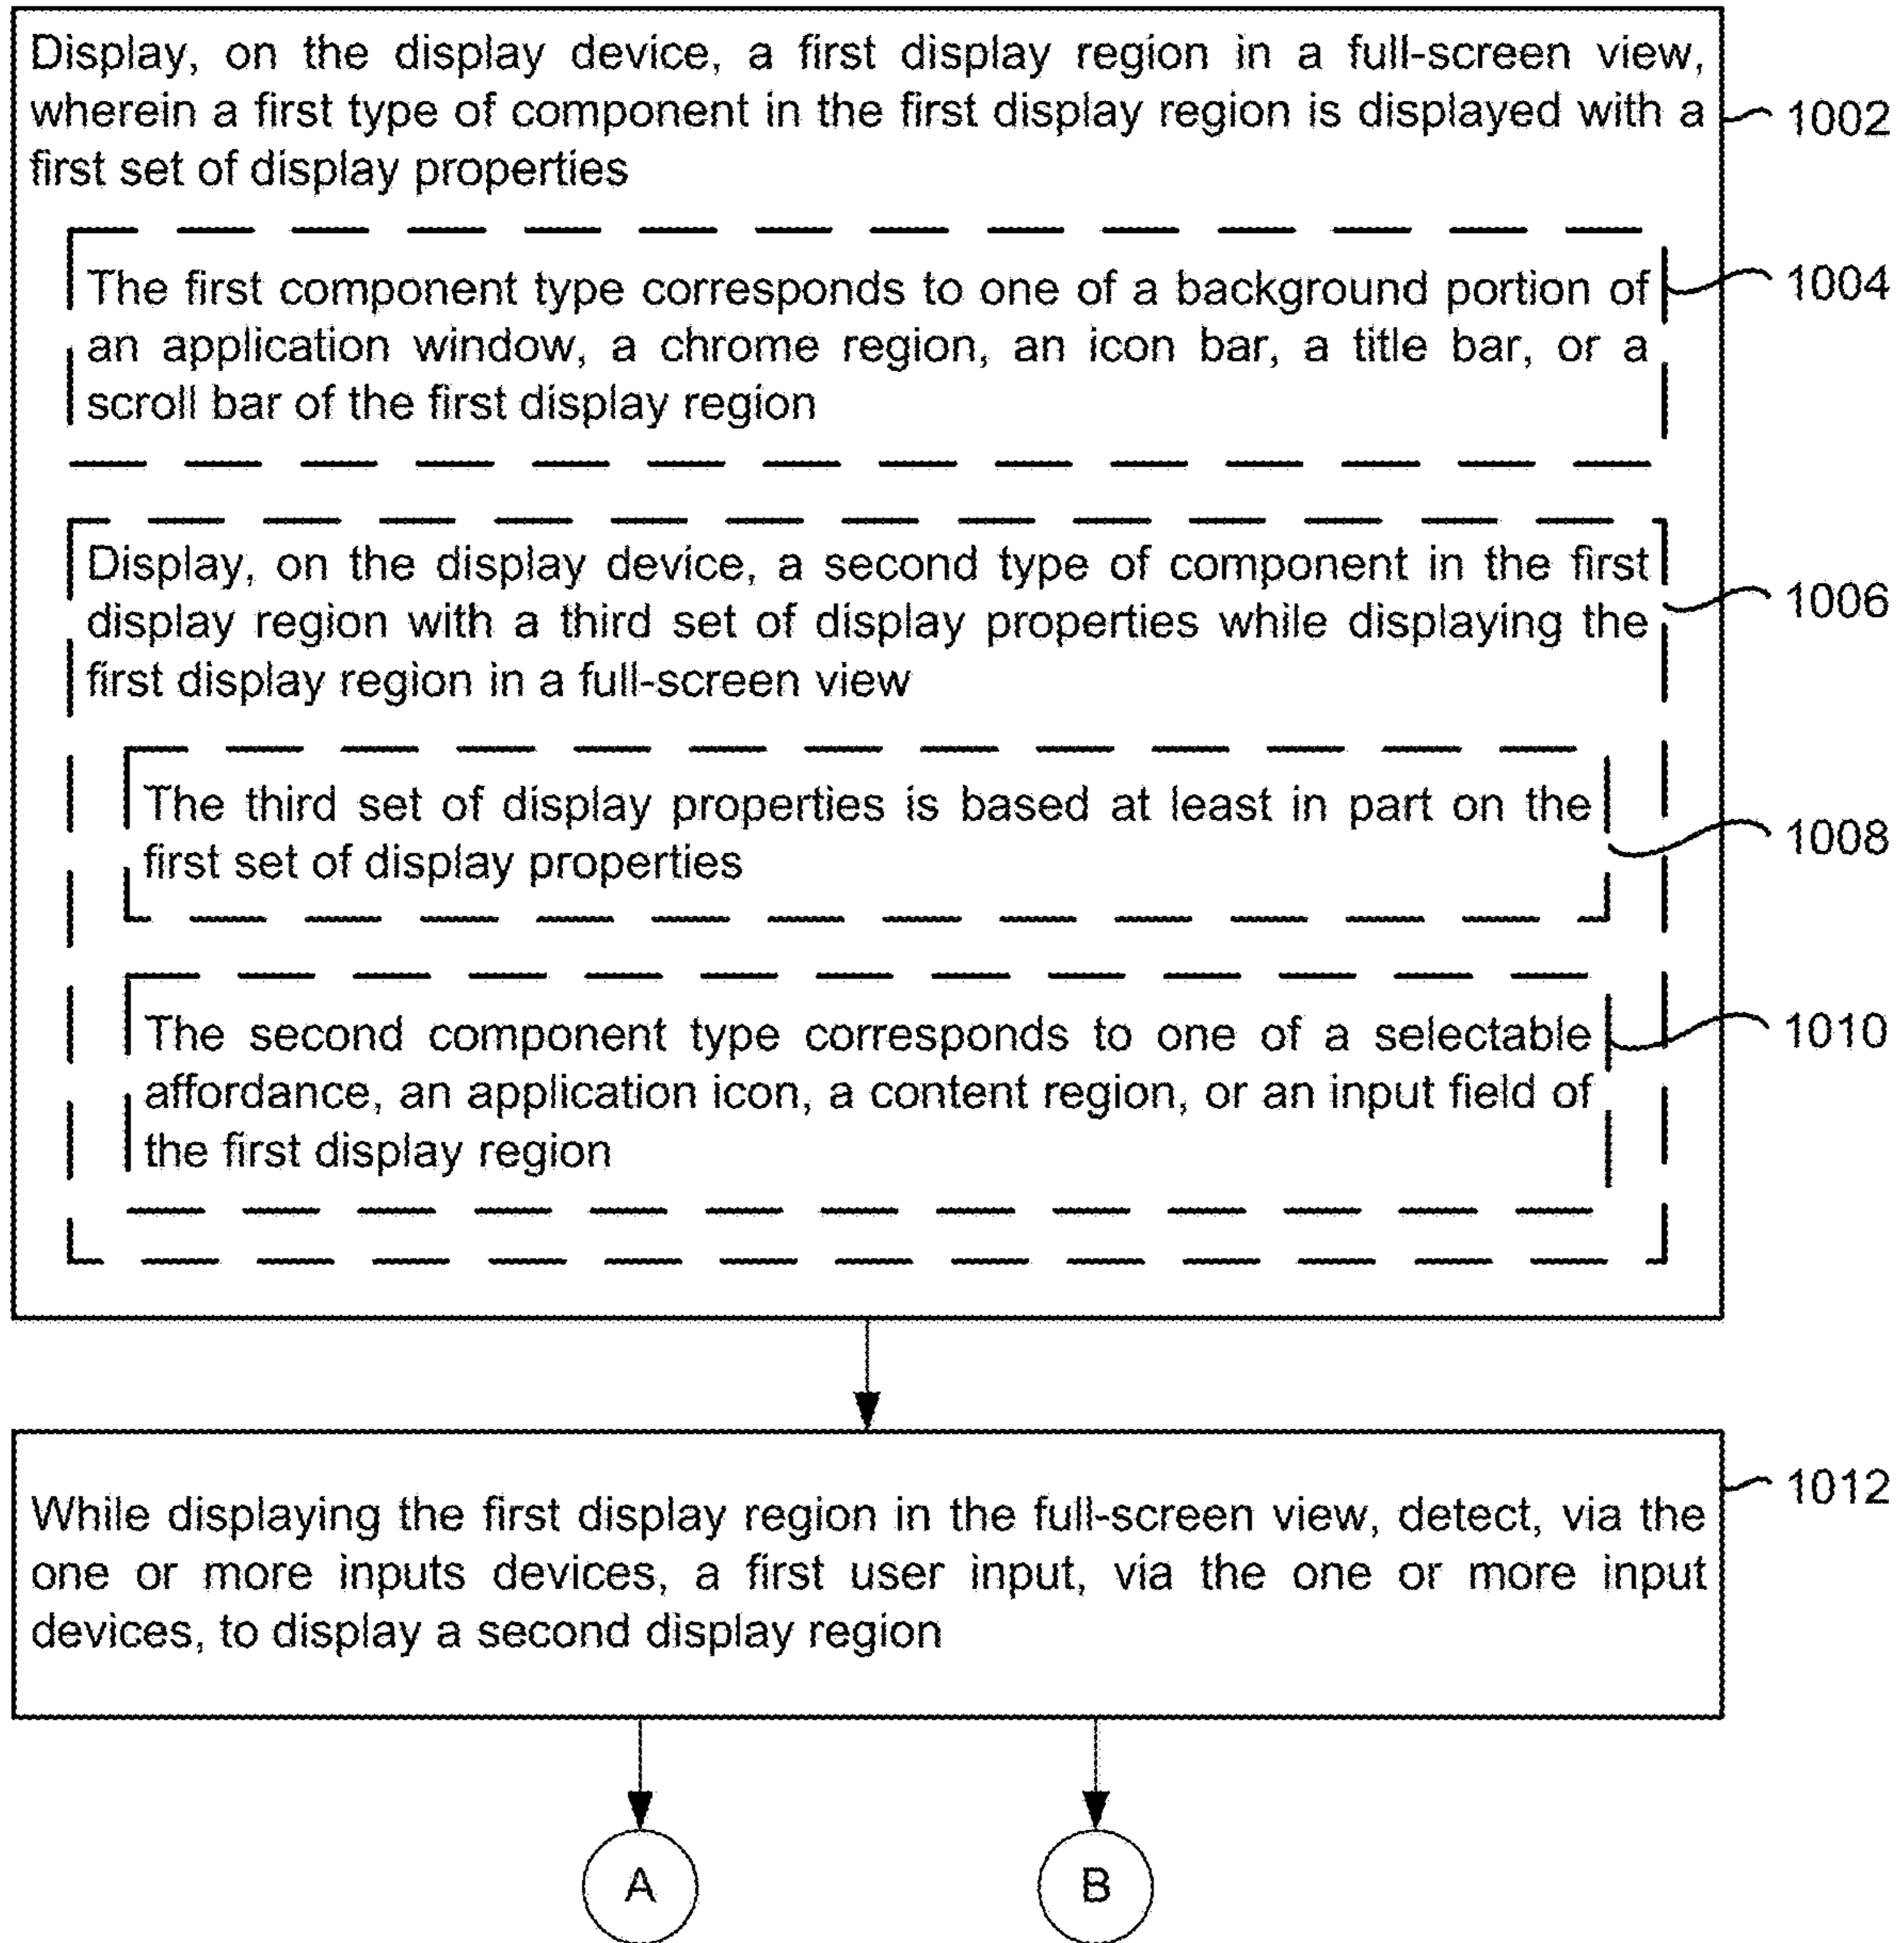 Display, on the display device, a first display region in a full-screen view,
wherein a first type of component in the first display region is displayed with a
first set of display properties
1002
The first component type corresponds to one of a background portion of
an application window, a chrome region, an icon bar, a title bar, or a
scroll bar of the first display region
1004
Display, on the display device, a second type of component in the first
display region with a third set of display properties while displaying the
first display region in a full-screen view
1006
The third set of display properties is based at least in part on the
first set of display properties
1008
The second component type corresponds to one of a selectable
affordance, an application icon, a content region, or an input field of
the first display region
1010
While displaying the first display region in the full-screen view, detect, via the
one or more inputs devices, a first user input, via the one or more input
devices, to display a second display region
1012
A
B